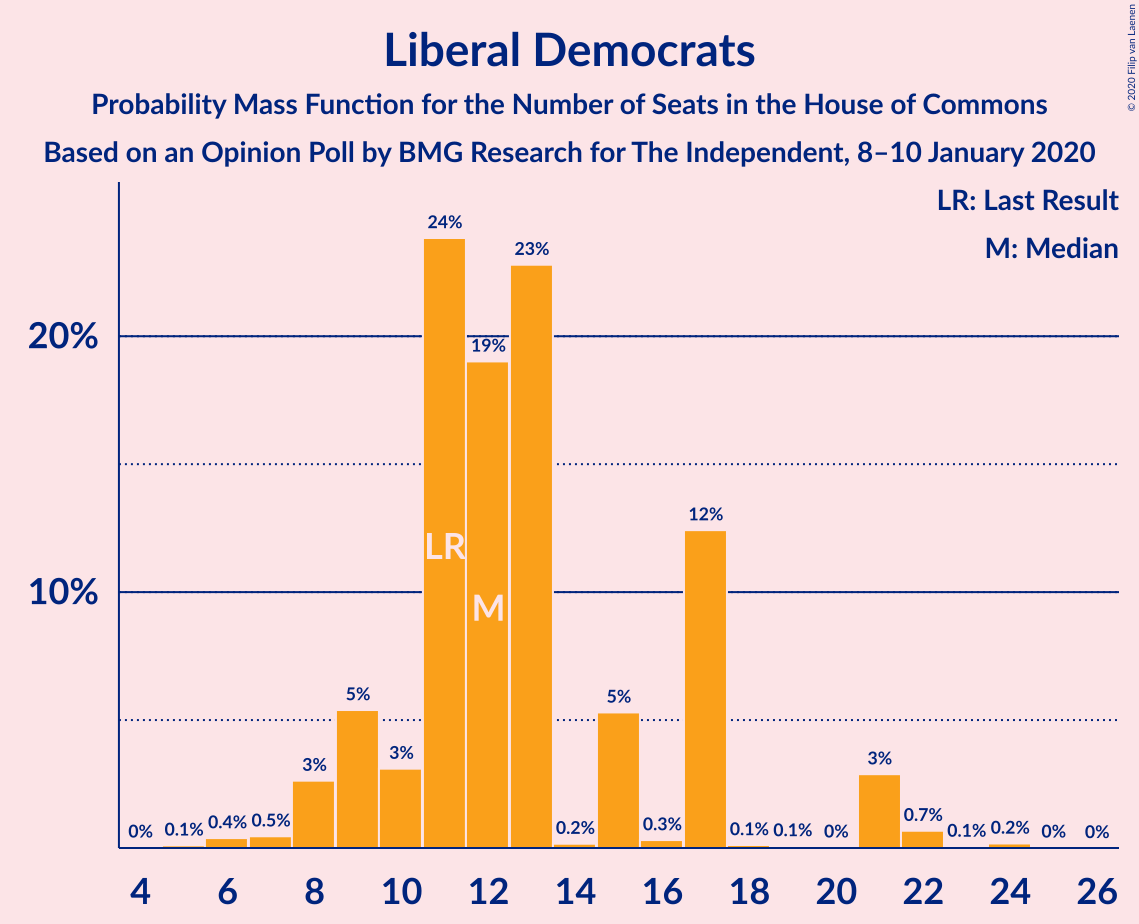 © 2020 Filip van Laenen
Liberal Democrats
Probability Mass Function for the Number of Seats in the House of Commons
Based on an Opinion Poll by BMG Research for The Independent, 8–10 January 2020
LR: Last Result
M: Median
20%
10%
0% 0.1% 0.4% 0.5% 3% 5% 3% 24% 19% 23% 0.2% 5% 0.3% 12% 0.1% 0.1% 0% 3% 0.7% 0.1% 0.2% 0% 0%
LR
M
4 6 8 10 12 14 16 18 20 22 24 26